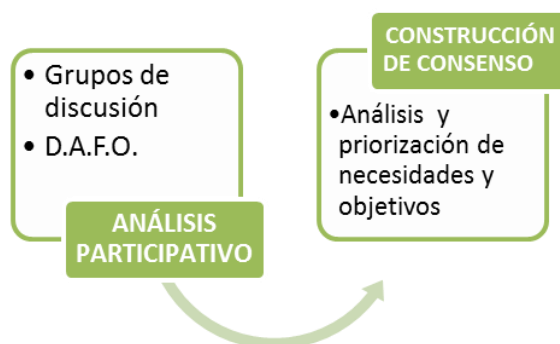 • Grupos de
discusión
• D.A.F.O.
ANÁLISIS
PARTICIPATIVO
CONSTRUCCIÓN
DE CONSENSO
•Análisis y
priorización de
necesidades y
objetivos